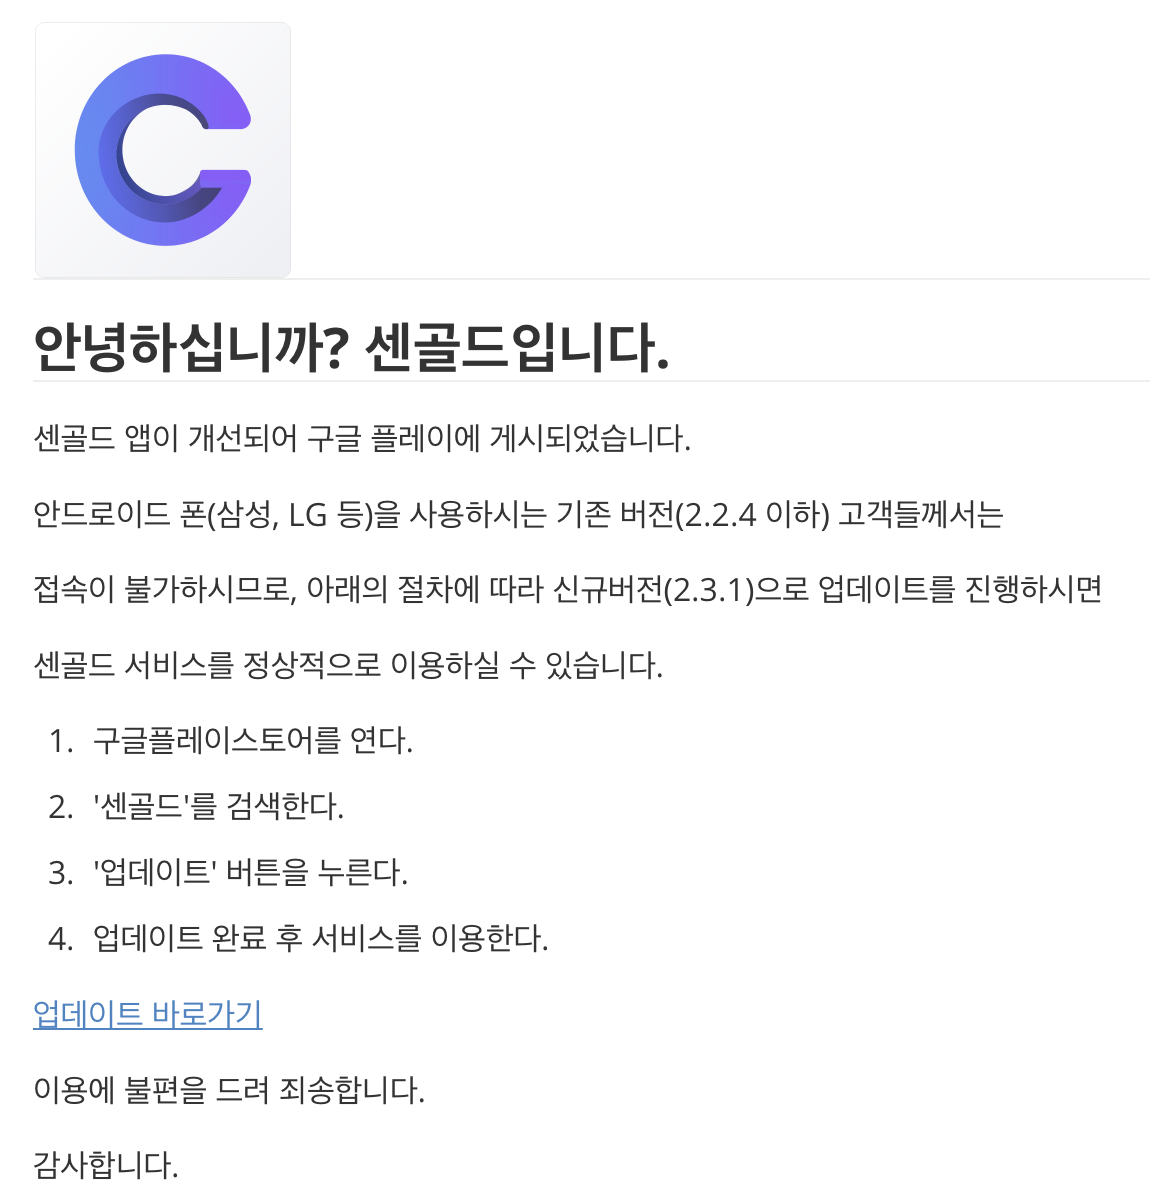 안녕하십니까? 센골드입니다.
센골드 앱이 개선되어 구글 플레이에 게시되었습니다.
안드로이드 폰(삼성, LG 등)을 사용하시는 기존 버전(2.2.4 이하) 고객들께서는
접속이 불가하시므로, 아래의 절차에 따라 신규버전(2.3.1)으로 업데이트를 진행하시면
센골드 서비스를 정상적으로 이용하실 수 있습니다.
1. 구글플레이스토어를 연다.
2. '센골드'를 검색한다.
3. '업데이트' 버튼을 누른다.
4. 업데이트 완료 후 서비스를 이용한다.
업데이트 바로가기
이용에 불편을 드려 죄송합니다.
감사합니다.